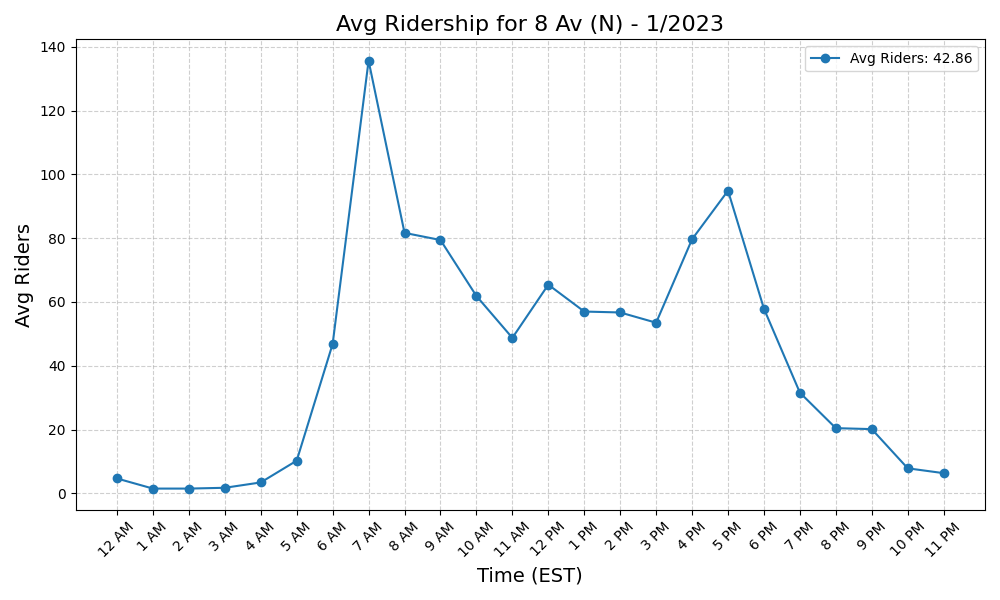 Avg Ridership for 8 Av (N) - 1/2023
Avg Riders: 42.86
Avg Riders
140
120
100
80
60
40
20
0
12 AM
1 AM
2 AM
3 AM
4 AM
5 AM
6 AM
7 AM
8 AM
9 AM
10 AM
11 AM
12 PM
1 PM
2 PM
3 PM
4 PM
5 PM
6 PM
7 PM
8 PM
9 PM
10 PM
11 PM
Time (EST)